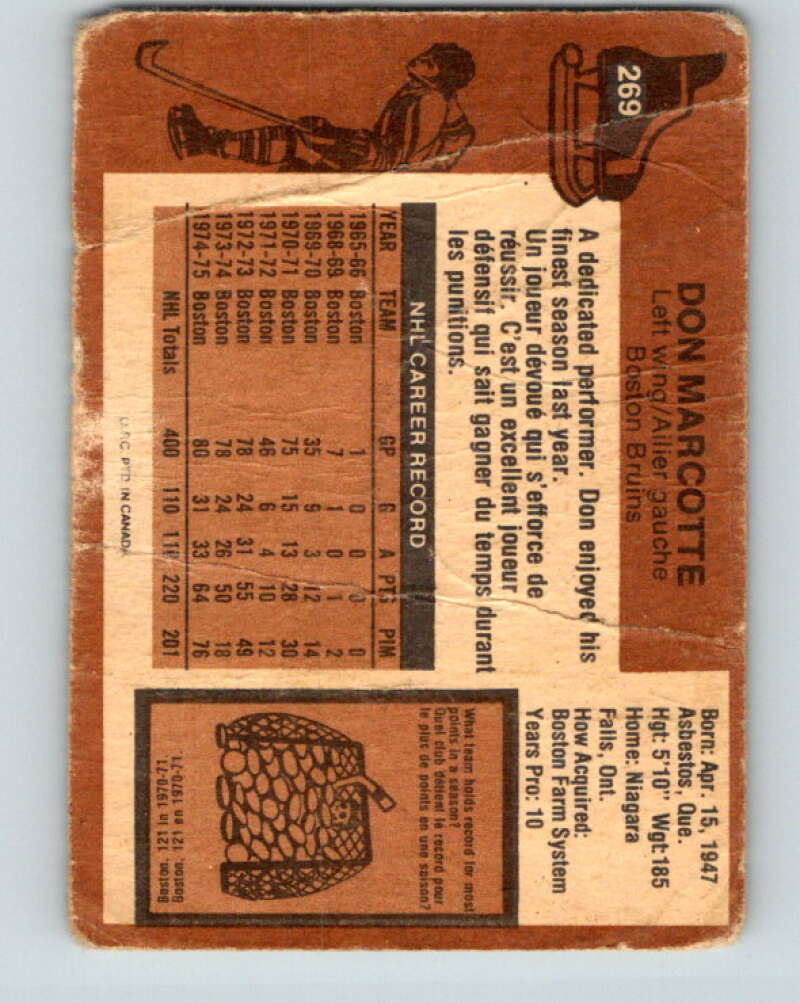 269
DON MARCOTTE
Left wing/Ailier gauche
Boston Bruins
A dedicated performer. Don enjoyed his
finest season last year.
Un joueur dévoué qui s'efforce de
réussir. C'est un excellent joueur
défensif qui sait gagner du temps durant
les punitions.
NHL CAREER RECORD
YEAR TEAM GP G A PTS PIM
1965-66 Boston 1 0 0 0 0
1968-69 Boston 7 1 0 1 2
1969-70 Boston 35 9 3 12 14
1970-71 Boston 75 15 13 28 30
1971-72 Boston 46 6 4 10 12
1972-73 Boston 78 24 31 55 49
1973-74 Boston 78 24 26 50 18
1974-75 Boston 80 31 33 64 76
NHL Totals 400 110 110 220 201
PTD IN CANADA
Born: Apr. 15, 1947
Asbestos, Que.
Hgt: 5'10" Wgt:185
Home: Niagara
Falls, Ont.
How Acquired:
Boston Farm System
Years Pro: 10
What team holds record for most
points in a season?
Quel club détient le record pour
le plus de points en une saison?
Boston, 121 en 1970-71.
Boston, 121 in 1970-71.